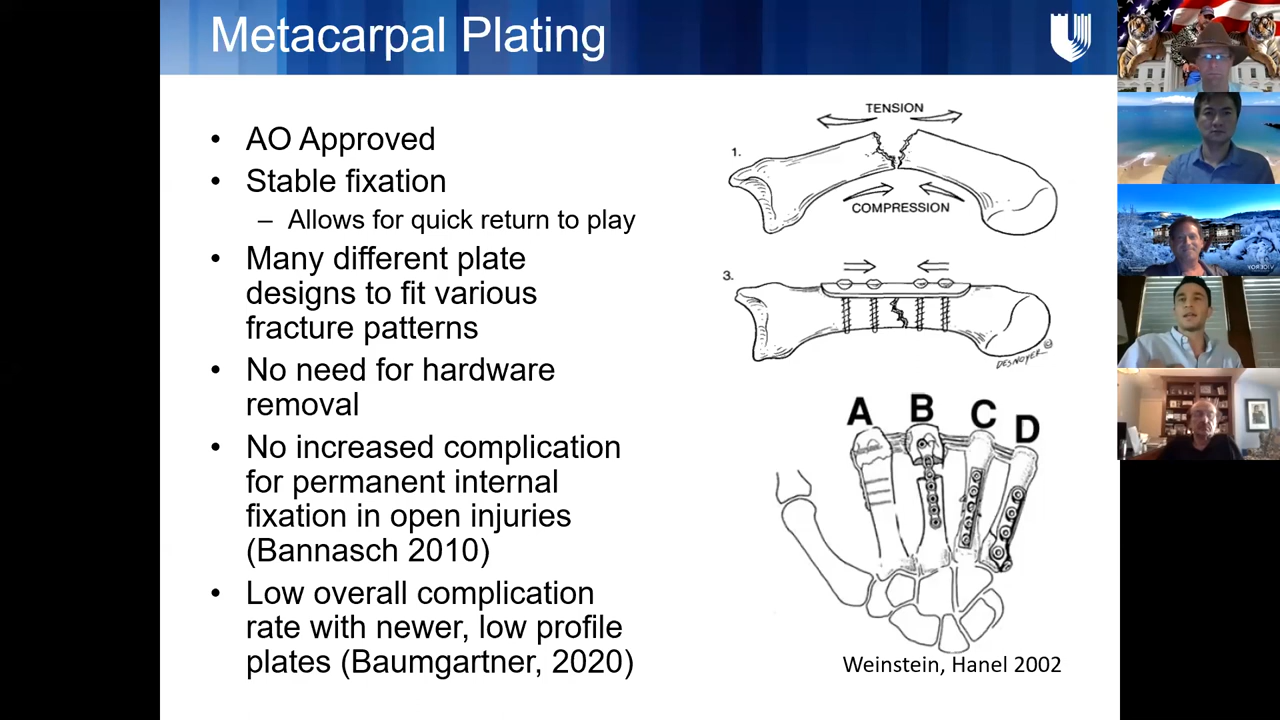 Metacarpal Plating
• AO Approved
• Stable fixation
– Allows for quick return to play
• Many different plate
designs to fit various
fracture patterns
• No need for hardware
removal
• No increased complication
for permanent internal
fixation in open injuries
(Bannasch 2010)
• Low overall complication
rate with newer, low profile
plates (Baumgartner, 2020)
TENSION
1.
COMPRESSION
3.
DESNOYER
A B C D
Weinstein, Hanel 2002